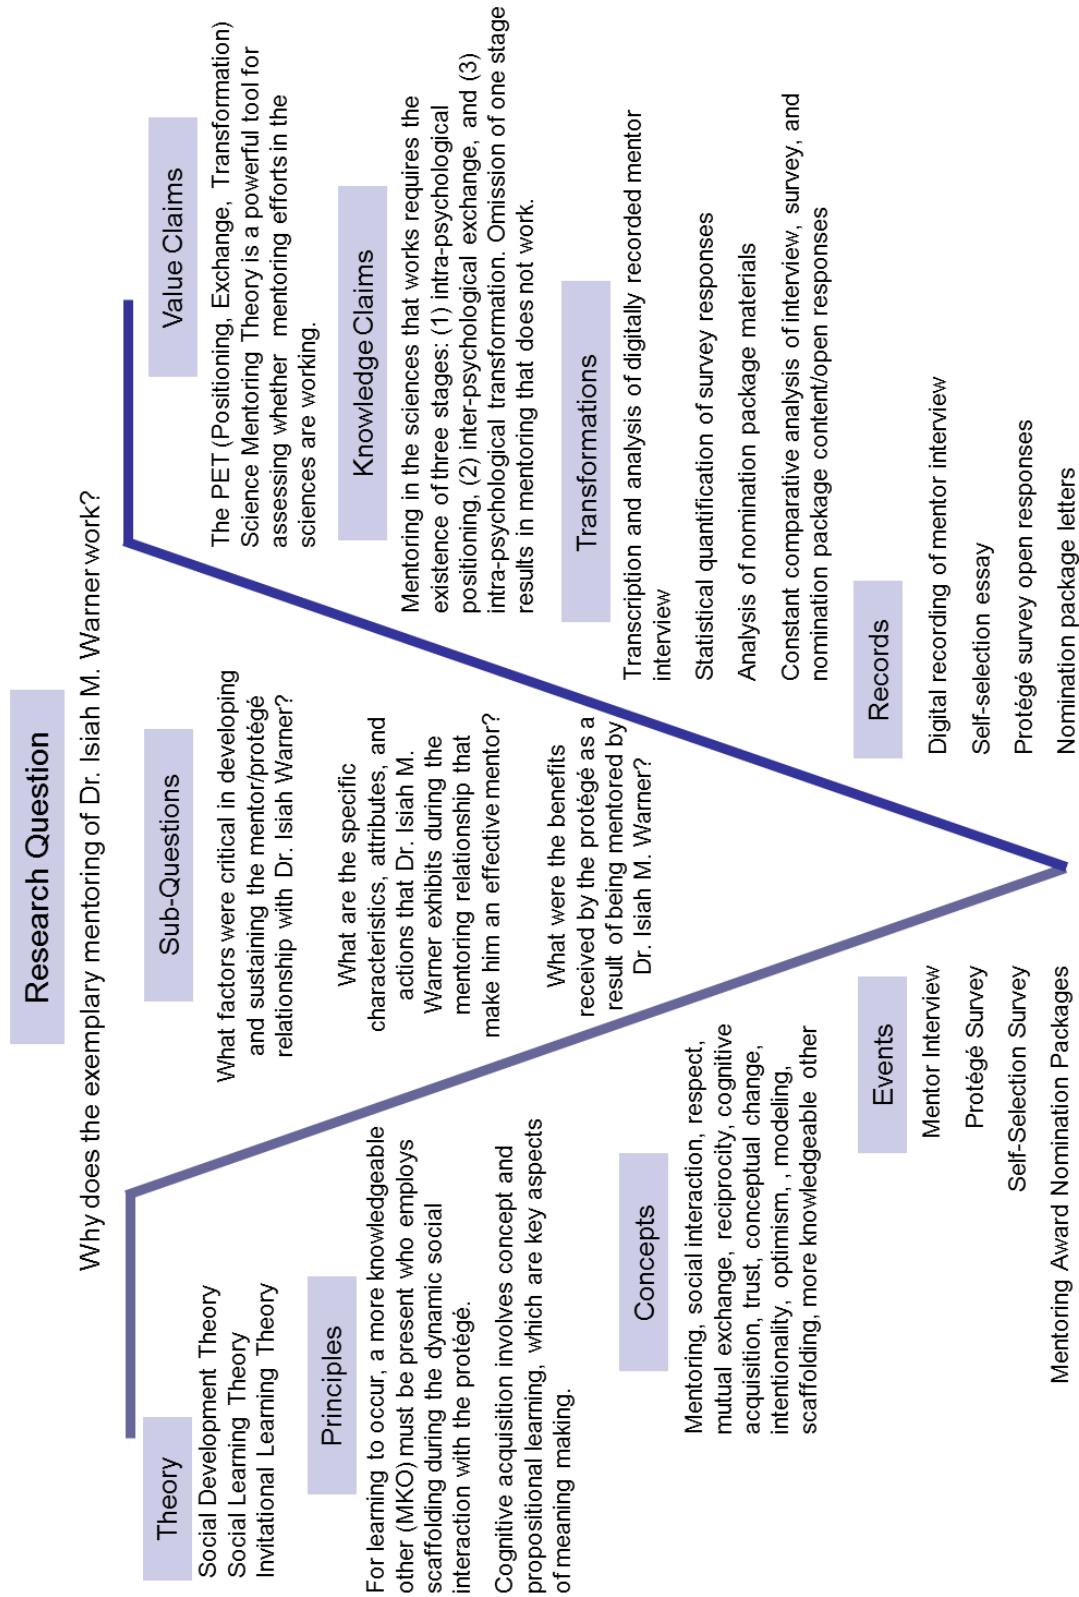 Research Question
Why does the exemplary mentoring of Dr. Isiah M. Warner work?
Theory
Social Development Theory
Social Learning Theory
Invitational Learning Theory
Principles
For learning to occur, a more knowledgeable
other (MKO) must be present who employs
scaffolding during the dynamic social
interaction with the protégé.
Cognitive acquisition involves concept and
propositional learning, which are key aspects
of meaning making.
Concepts
Mentoring, social interaction, respect,
mutual exchange, reciprocity, cognitive
acquisition, trust, conceptual change,
intentionality, optimism, , modeling,
scaffolding, more knowledgeable other
Events
Mentor Interview
Protégé Survey
Self-Selection Survey
Mentoring Award Nomination Packages
Sub-Questions
What factors were critical in developing
and sustaining the mentor/protégé
relationship with Dr. Isiah Warner?
What are the specific
characteristics, attributes, and
actions that Dr. Isiah M.
Warner exhibits during the
mentoring relationship that
make him an effective mentor?
What were the benefits
received by the protégé as a
result of being mentored by
Dr. Isiah M. Warner?
Value Claims
The PET (Positioning, Exchange, Transformation)
Science Mentoring Theory is a powerful tool for
assessing whether mentoring efforts in the
sciences are working.
Knowledge Claims
Mentoring in the sciences that works requires the
existence of three stages: (1) intra-psychological
positioning, (2) inter-psychological exchange, and (3)
intra-psychological transformation. Omission of one stage
results in mentoring that does not work.
Transformations
Transcription and analysis of digitally recorded mentor
interview
Statistical quantification of survey responses
Analysis of nomination package materials
Constant comparative analysis of interview, survey, and
nomination package content/open responses
Records
Digital recording of mentor interview
Self-selection essay
Protégé survey open responses
Nomination package letters